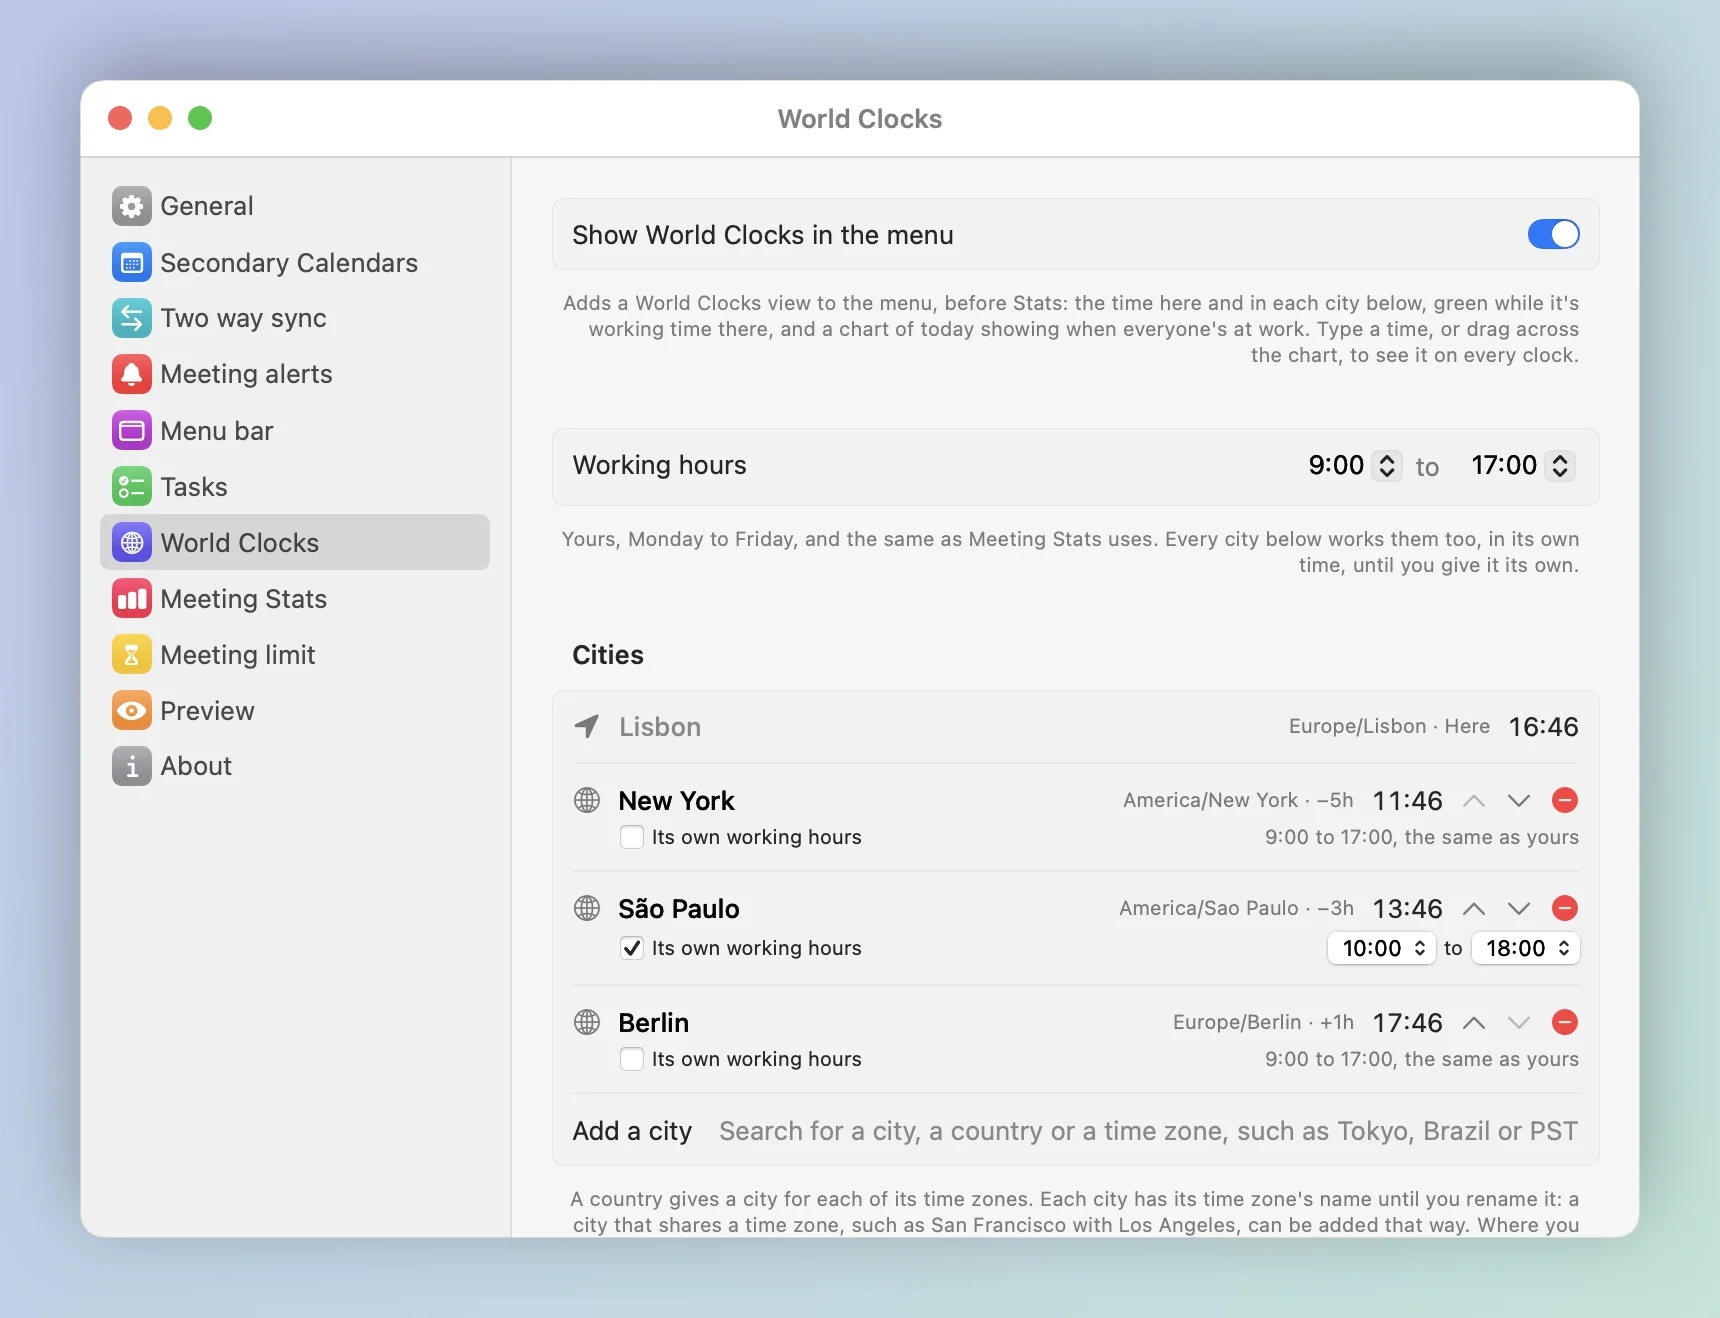 World Clocks
General
Secondary Calendars
Two way sync
Meeting alerts
Menu bar
Tasks
World Clocks
Meeting Stats
Meeting limit
Preview
About
Show World Clocks in the menu
Adds a World Clocks view to the menu, before Stats: the time here and in each city below, green while it's
working time there, and a chart of today showing when everyone's at work. Type a time, or drag across
the chart, to see it on every clock.
Working hours 9:00 to 17:00
Yours, Monday to Friday, and the same as Meeting Stats uses. Every city below works them too, in its own
time, until you give it its own.
Cities
Lisbon Europe/Lisbon · Here 16:46
New York America/New York · −5h 11:46
Its own working hours 9:00 to 17:00, the same as yours
São Paulo America/Sao Paulo · −3h 13:46
Its own working hours 10:00 to 18:00
Berlin Europe/Berlin · +1h 17:46
Its own working hours 9:00 to 17:00, the same as yours
Add a city Search for a city, a country or a time zone, such as Tokyo, Brazil or PST
A country gives a city for each of its time zones. Each city has its time zone's name until you rename it: a
city that shares a time zone, such as San Francisco with Los Angeles, can be added that way. Where you